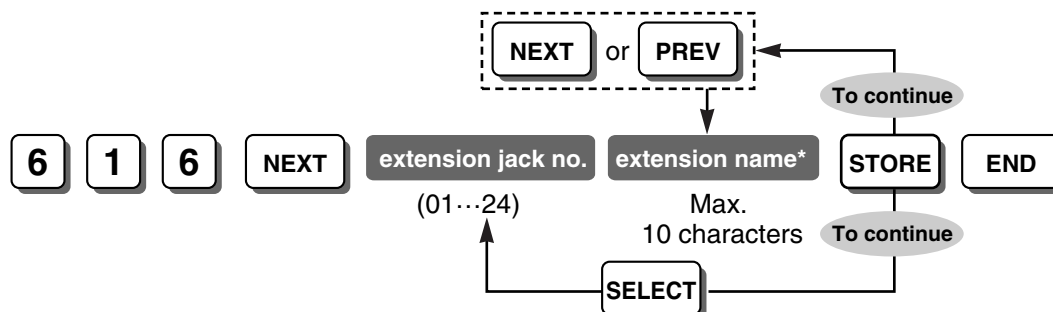 NEXT or PREV
To continue
6 1 6 NEXT extension jack no. extension name* STORE END
(01···24) Max.
10 characters
To continue
SELECT